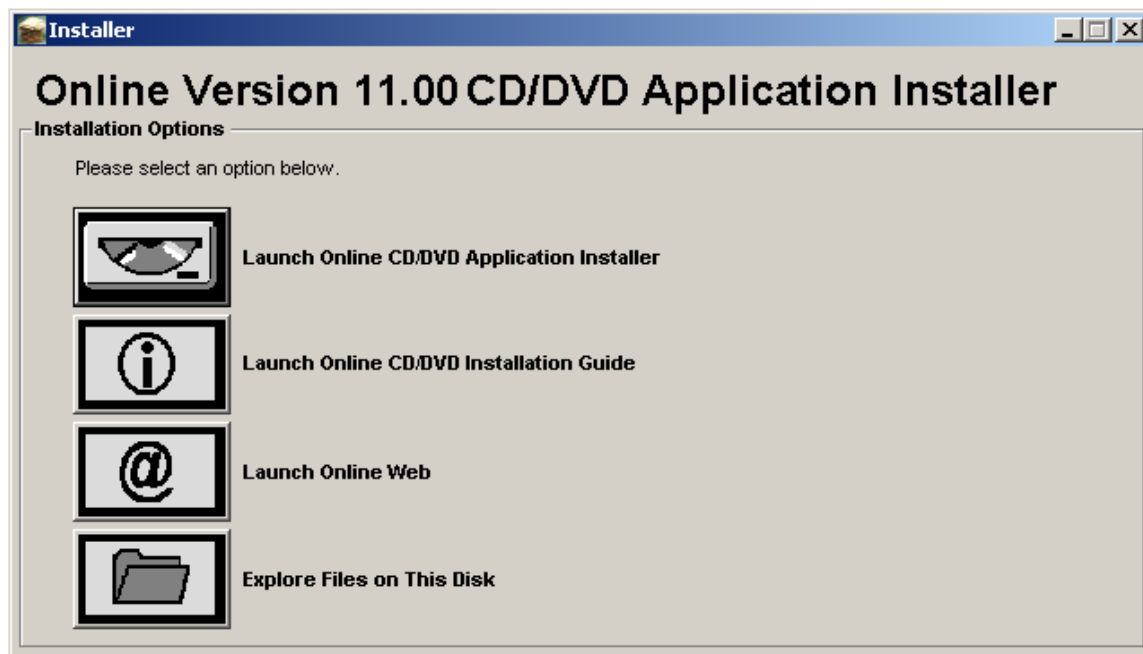 Installer
Online Version 11.00 CD/DVD Application Installer
Installation Options
Please select an option below.
Launch Online CD/DVD Application Installer
Launch Online CD/DVD Installation Guide
@
Launch Online Web
Explore Files on This Disk